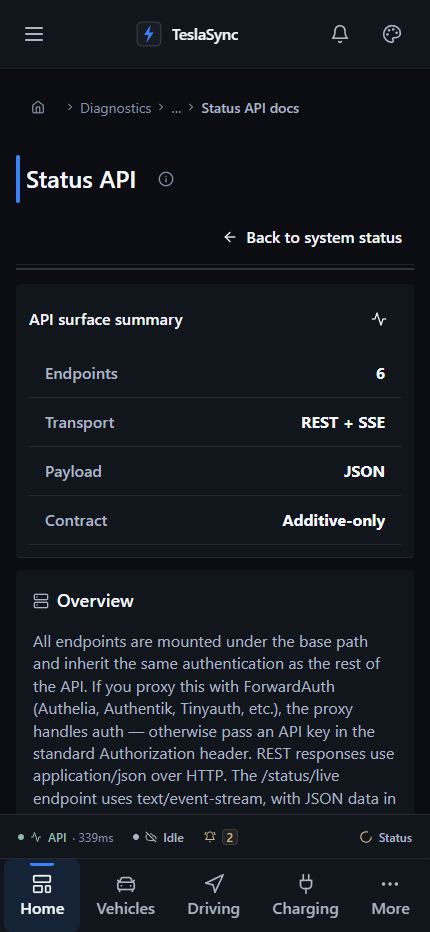 TeslaSync
Diagnostics > ... > Status API docs
Status API
← Back to system status
API surface summary
Endpoints 6
Transport REST + SSE
Payload JSON
Contract Additive-only
Overview
All endpoints are mounted under the base path
and inherit the same authentication as the rest of
the API. If you proxy this with ForwardAuth
(Authelia, Authentik, Tinyauth, etc.), the proxy
handles auth — otherwise pass an API key in the
standard Authorization header. REST responses use
application/json over HTTP. The /status/live
endpoint uses text/event-stream, with JSON data in
API · 339ms Idle 2 Status
Home Vehicles Driving Charging More